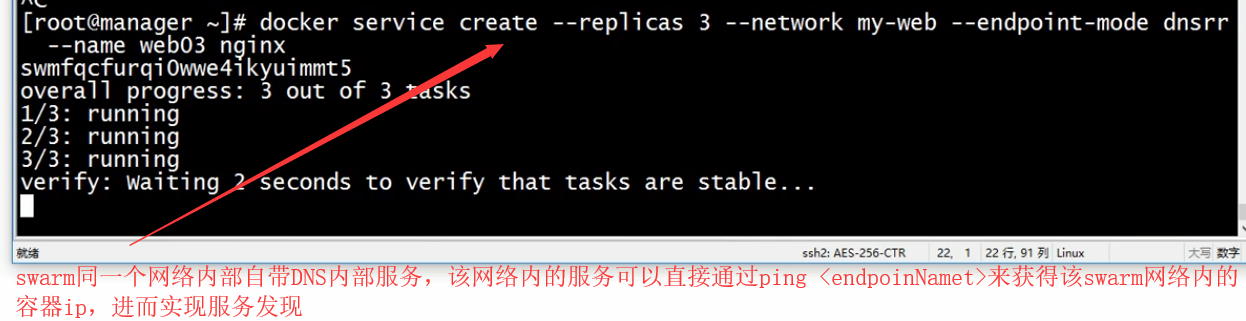 ^C
[root@manager ~]# docker service create --replicas 3 --network my-web --endpoint-mode dnsrr
--name web03 nginx
swmfqcfurqi0wwe4ikyuimmt5
overall progress: 3 out of 3 tasks
1/3: running
2/3: running
3/3: running
verify: Waiting 2 seconds to verify that tasks are stable...
就绪 ssh2: AES-256-CTR 22, 1 22 行, 91 列 Linux 大写 数字
swarm同一个网络内部自带DNS内部服务，该网络内的服务可以直接通过ping <endpoinNamet>来获得该swarm网络内的
容器ip，进而实现服务发现